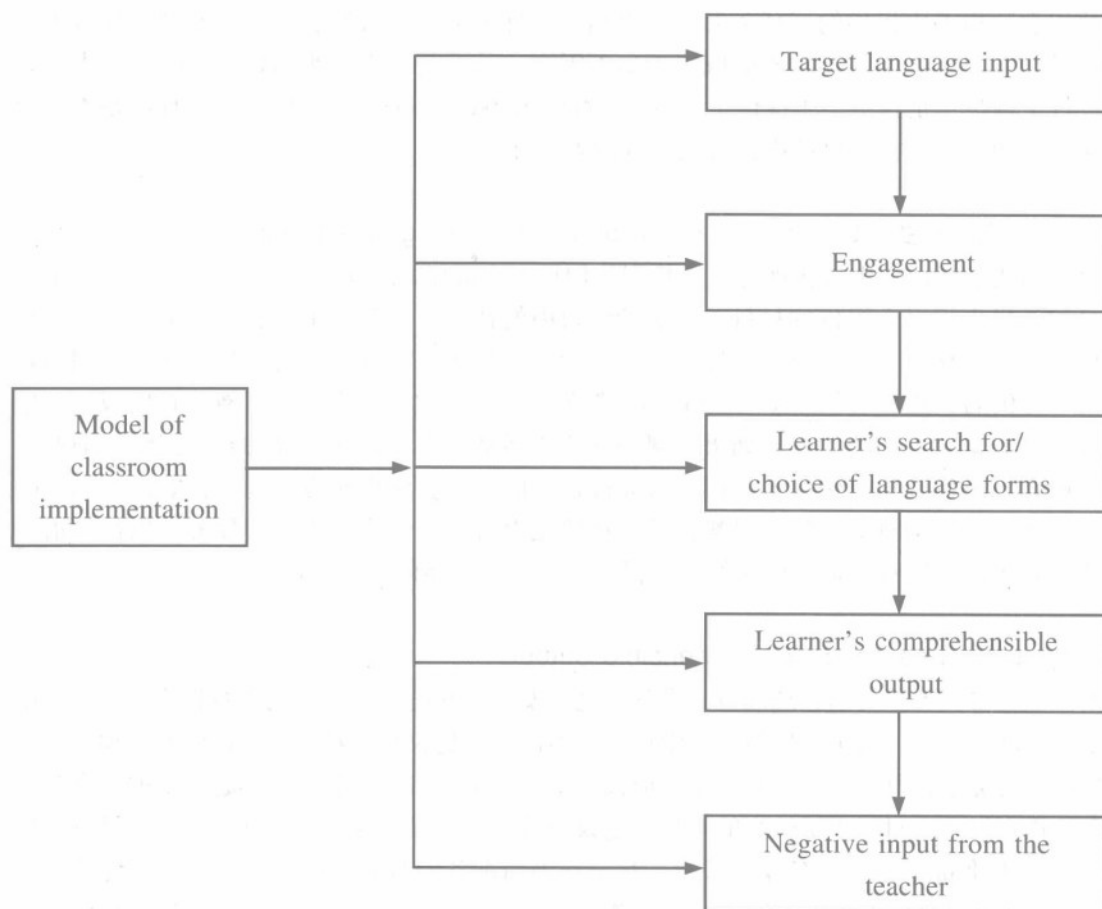 Target language input
Engagement
Model of
classroom
implementation
Learner's search for/
choice of language forms
Learner's comprehensible
output
Negative input from the
teacher